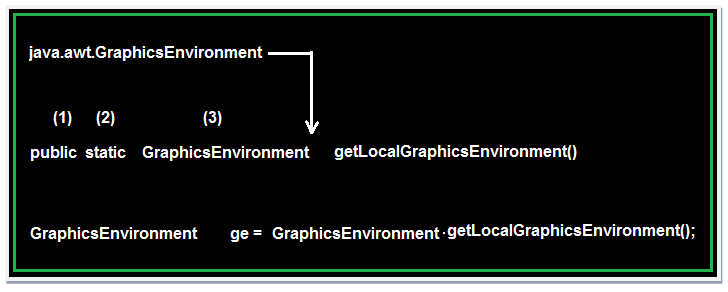 java.awt.GraphicsEnvironment
(1) (2) (3)
public static GraphicsEnvironment getLocalGraphicsEnvironment()
GraphicsEnvironment ge = GraphicsEnvironment.getLocalGraphicsEnvironment();